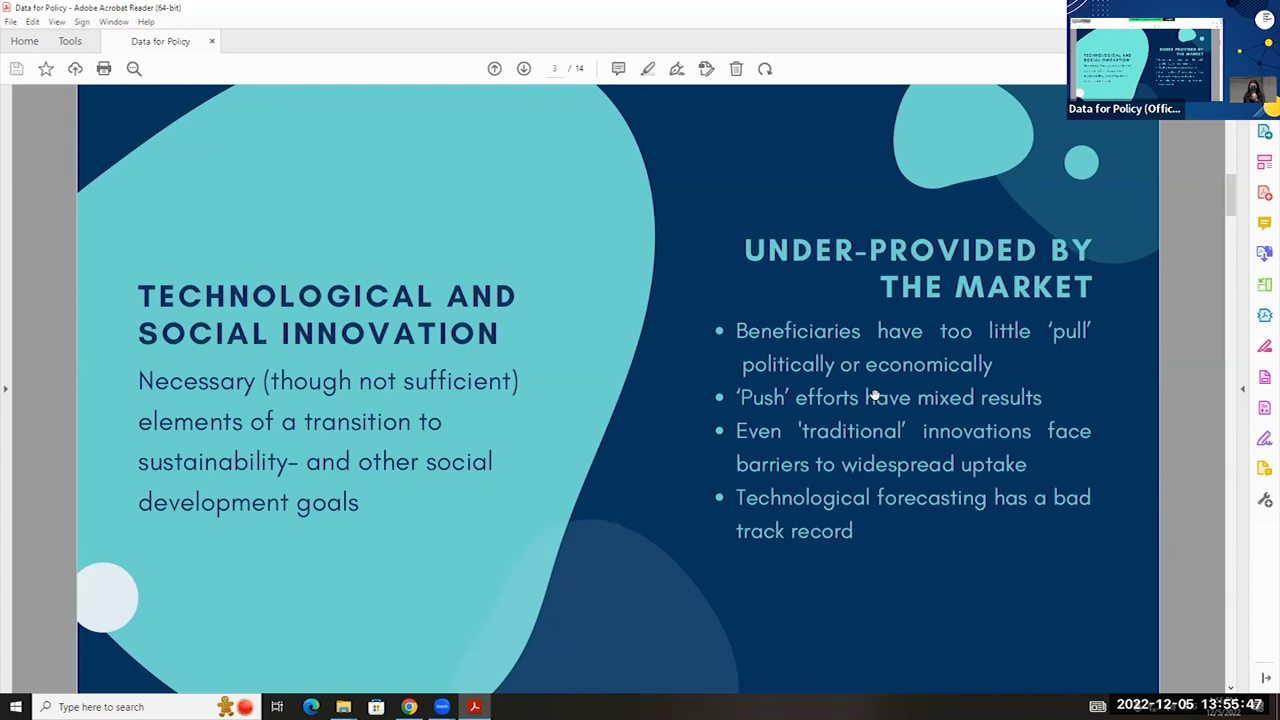 Data for Policy - Adobe Acrobat Reader (64-bit)
File Edit View Sign Window Help
Home Tools Data for Policy ×
/ 14
Data for Policy (Offic...
TECHNOLOGICAL AND
SOCIAL INNOVATION
Necessary (though not sufficient)
elements of a transition to
sustainability- and other social
development goals
UNDER-PROVIDED BY
THE MARKET
• Beneficiaries have too little ‘pull’
politically or economically
• ‘Push’ efforts have mixed results
• Even 'traditional’ innovations face
barriers to widespread uptake
• Technological forecasting has a bad
track record
Type here to search
2022-12-05 13:55:47